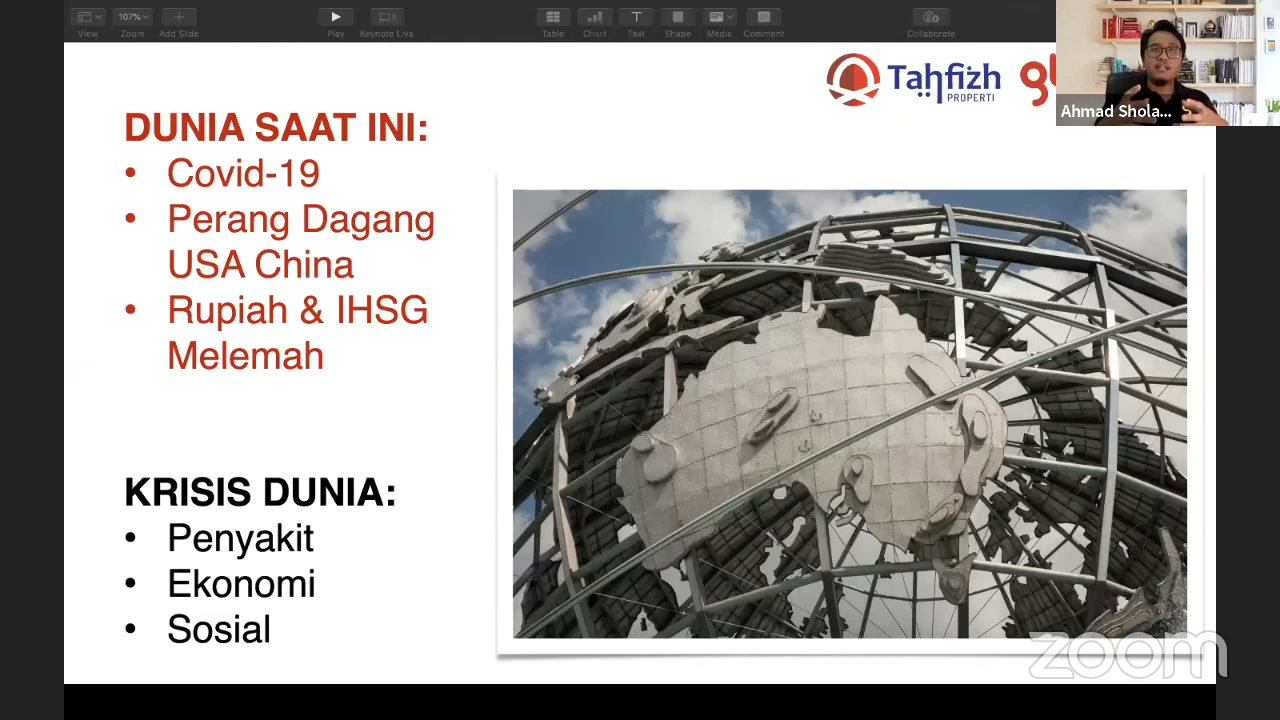 View
107%
Zoom
Add Slide
Play
Keynote Live
Table
Chart
Text
Shape
Media
Comment
Collaborate
Tahfizh
PROPERTI
Ahmad Shola...
DUNIA SAAT INI:
• Covid-19
• Perang Dagang
USA China
• Rupiah & IHSG
Melemah
KRISIS DUNIA:
• Penyakit
• Ekonomi
• Sosial
zoom